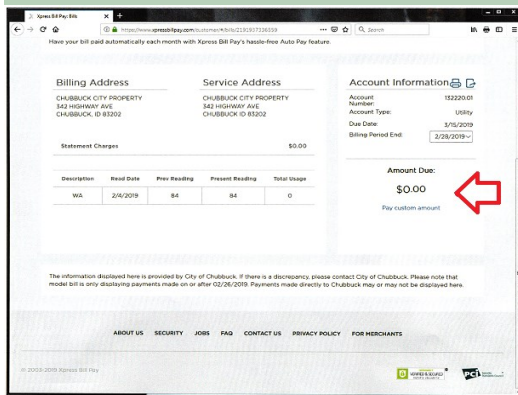 Xpress Bill Pay: Bills
https://www.xpressbillpay.com/customer/#/bills/
Search
Have your bill paid automatically each month with Xpress Bill Pay's hassle-free Auto Pay feature.
Billing Address
CHUBBUCK CITY PROPERTY
342 HIGHWAY AVE
CHUBBUCK, ID 83202
Service Address
CHUBBUCK CITY PROPERTY
342 HIGHWAY AVE
CHUBBUCK, ID 83202
Statement Charges $0.00
Description Read Date Prev Reading Present Reading Total Usage
WA 2/4/2019 84 84 0
Account Information
Account Number: 132220.01
Account Type: Utility
Due Date: 3/15/2019
Billing Period End: 2/28/2019
Amount Due:
$0.00
Pay custom amount
The information displayed here is provided by City of Chubbuck. If there is a discrepancy, please contact City of Chubbuck. Please note that
model bill is only displaying payments made on or after 02/26/2019. Payments made directly to Chubbuck may or may not be displayed here.
ABOUT US SECURITY JOBS FAQ CONTACT US PRIVACY POLICY FOR MERCHANTS
© 2003-2019 Xpress Bill Pay
VERIFIED & SECURED
PCI